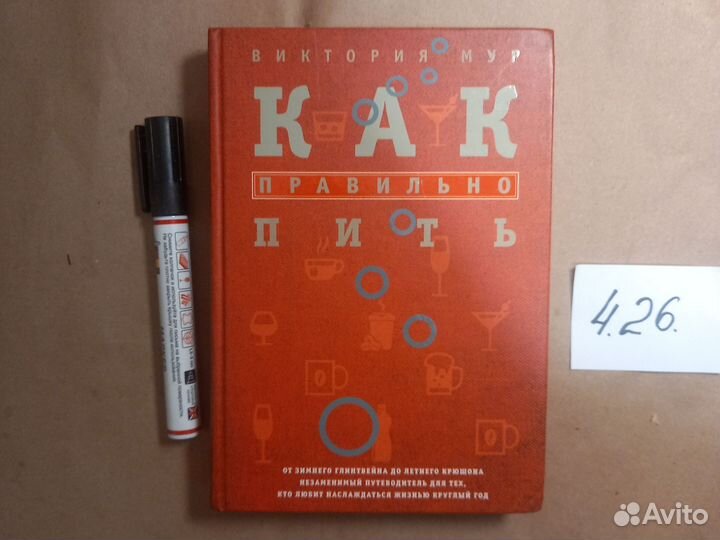 ВИКТОРИЯ МУР
КАК
ПРАВИЛЬНО
ПИТЬ
ОТ ЗИМНЕГО ГЛИНТВЕЙНА ДО ЛЕТНЕГО КРЮШОНА
НЕЗАМЕНИМЫЙ ПУТЕВОДИТЕЛЬ ДЛЯ ТЕХ,
КТО ЛЮБИТ НАСЛАЖДАТЬСЯ ЖИЗНЬЮ КРУГЛЫЙ ГОД
4.26.
Avito